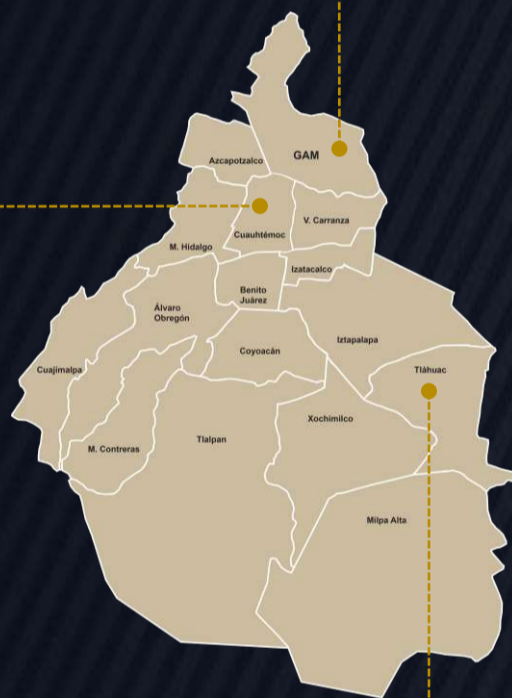 GAM
Azcapotzalco
V. Carranza
Cuauhtémoc
M. Hidalgo
Izatacalco
Benito
Juárez
Álvaro
Obregón
Iztapalapa
Coyoacán
Cuajimalpa
Tláhuac
Xochimilco
Tlalpan
M. Contreras
Milpa Alta